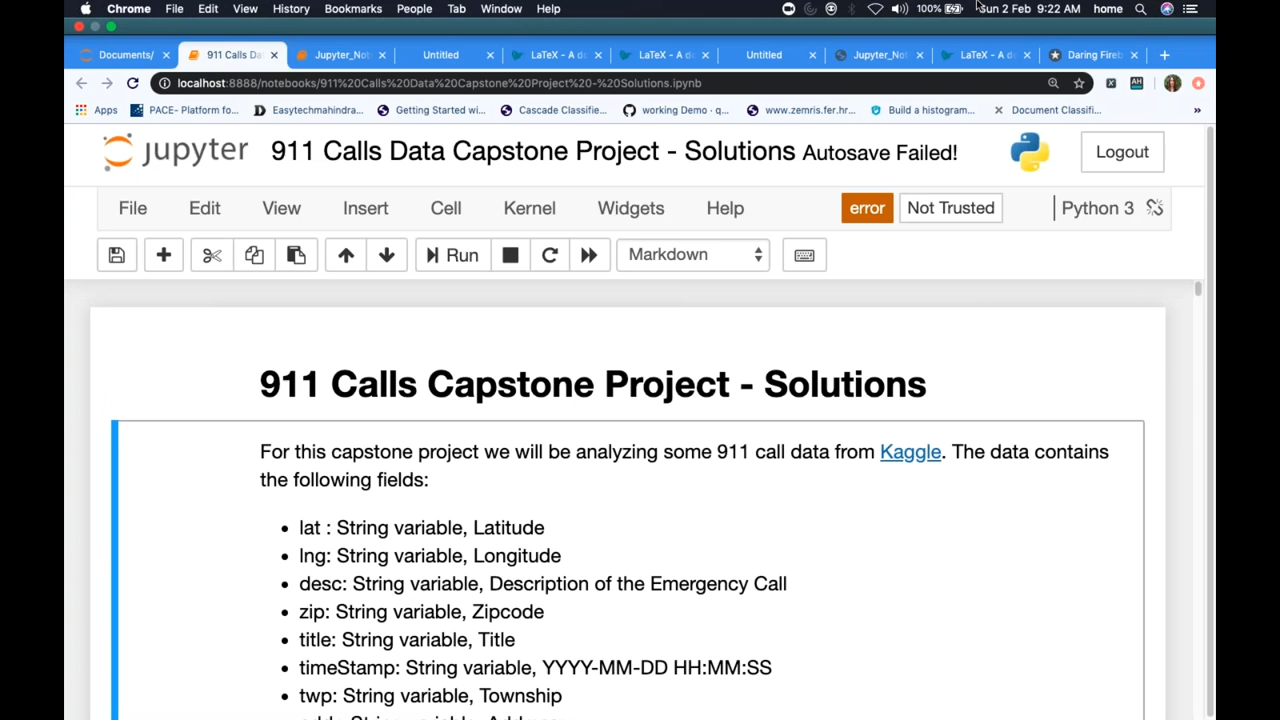 Chrome File Edit View History Bookmarks People Tab Window Help 100% Sun 2 Feb 9:22 AM home
Documents/ 911 Calls Da Jupyter_Not Untitled LaTeX - A d LaTeX - A d Untitled Jupyter_Not LaTeX - A d Daring Fireb
localhost:8888/notebooks/911%20Calls%20Data%20Capstone%20Project%20-%20Solutions.ipynb
Apps PACE- Platform fo... Easytechmahindra... Getting Started wi... Cascade Classifie... working Demo · q... www.zemris.fer.hr... Build a histogram... Document Classifi... »
jupyter 911 Calls Data Capstone Project - Solutions Autosave Failed! Logout
File Edit View Insert Cell Kernel Widgets Help error Not Trusted Python 3
Run Markdown
911 Calls Capstone Project - Solutions
For this capstone project we will be analyzing some 911 call data from Kaggle. The data contains
the following fields:
• lat : String variable, Latitude
• lng: String variable, Longitude
• desc: String variable, Description of the Emergency Call
• zip: String variable, Zipcode
• title: String variable, Title
• timeStamp: String variable, YYYY-MM-DD HH:MM:SS
• twp: String variable, Township